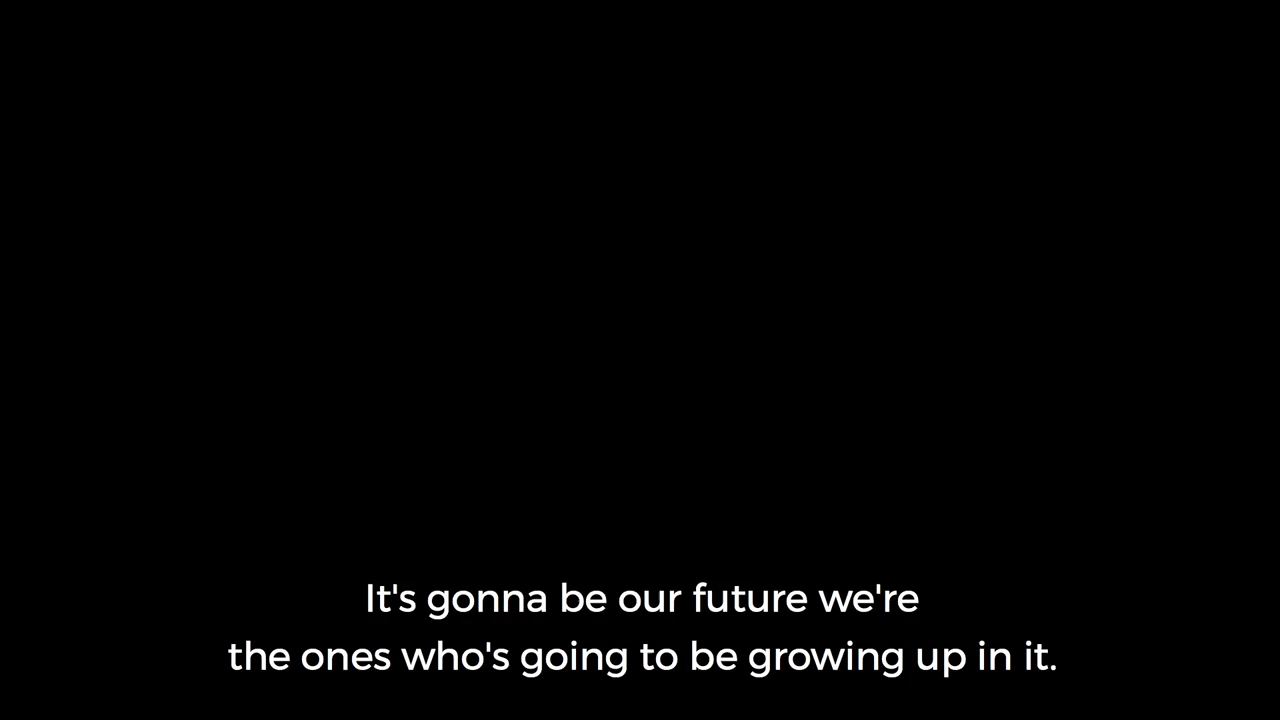 It's gonna be our future we're
the ones who's going to be growing up in it.